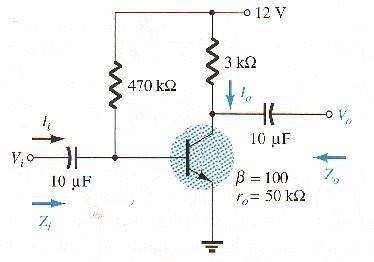 12 V
3 kΩ
470 kΩ
I_o
I_i
V_o
10 μF
V_i
10 μF
Z_o
β = 100
r_o = 50 kΩ
Z_i